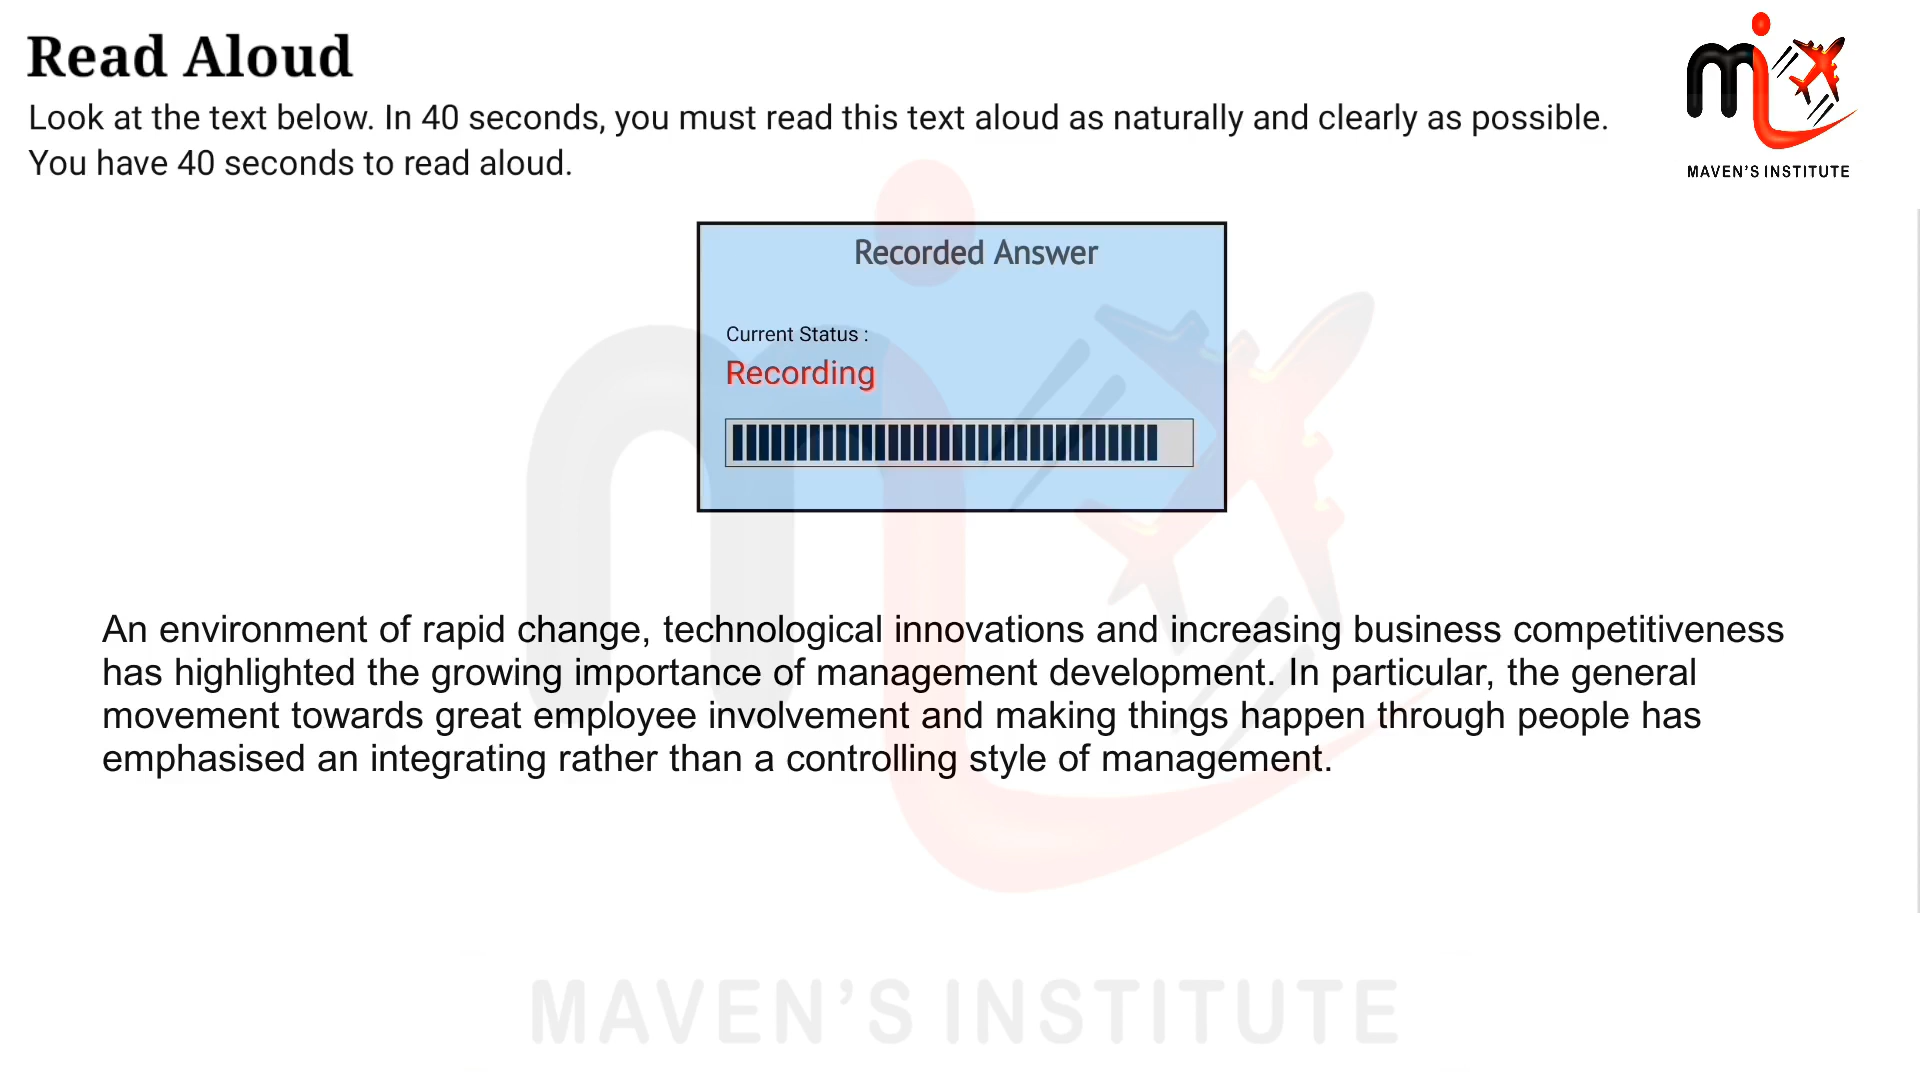 Read Aloud
Look at the text below. In 40 seconds, you must read this text aloud as naturally and clearly as possible.
You have 40 seconds to read aloud.
MAVEN'S INSTITUTE
Recorded Answer
Current Status :
Recording
An environment of rapid change, technological innovations and increasing business competitiveness
has highlighted the growing importance of management development. In particular, the general
movement towards great employee involvement and making things happen through people has
emphasised an integrating rather than a controlling style of management.
MAVEN'S INSTITUTE